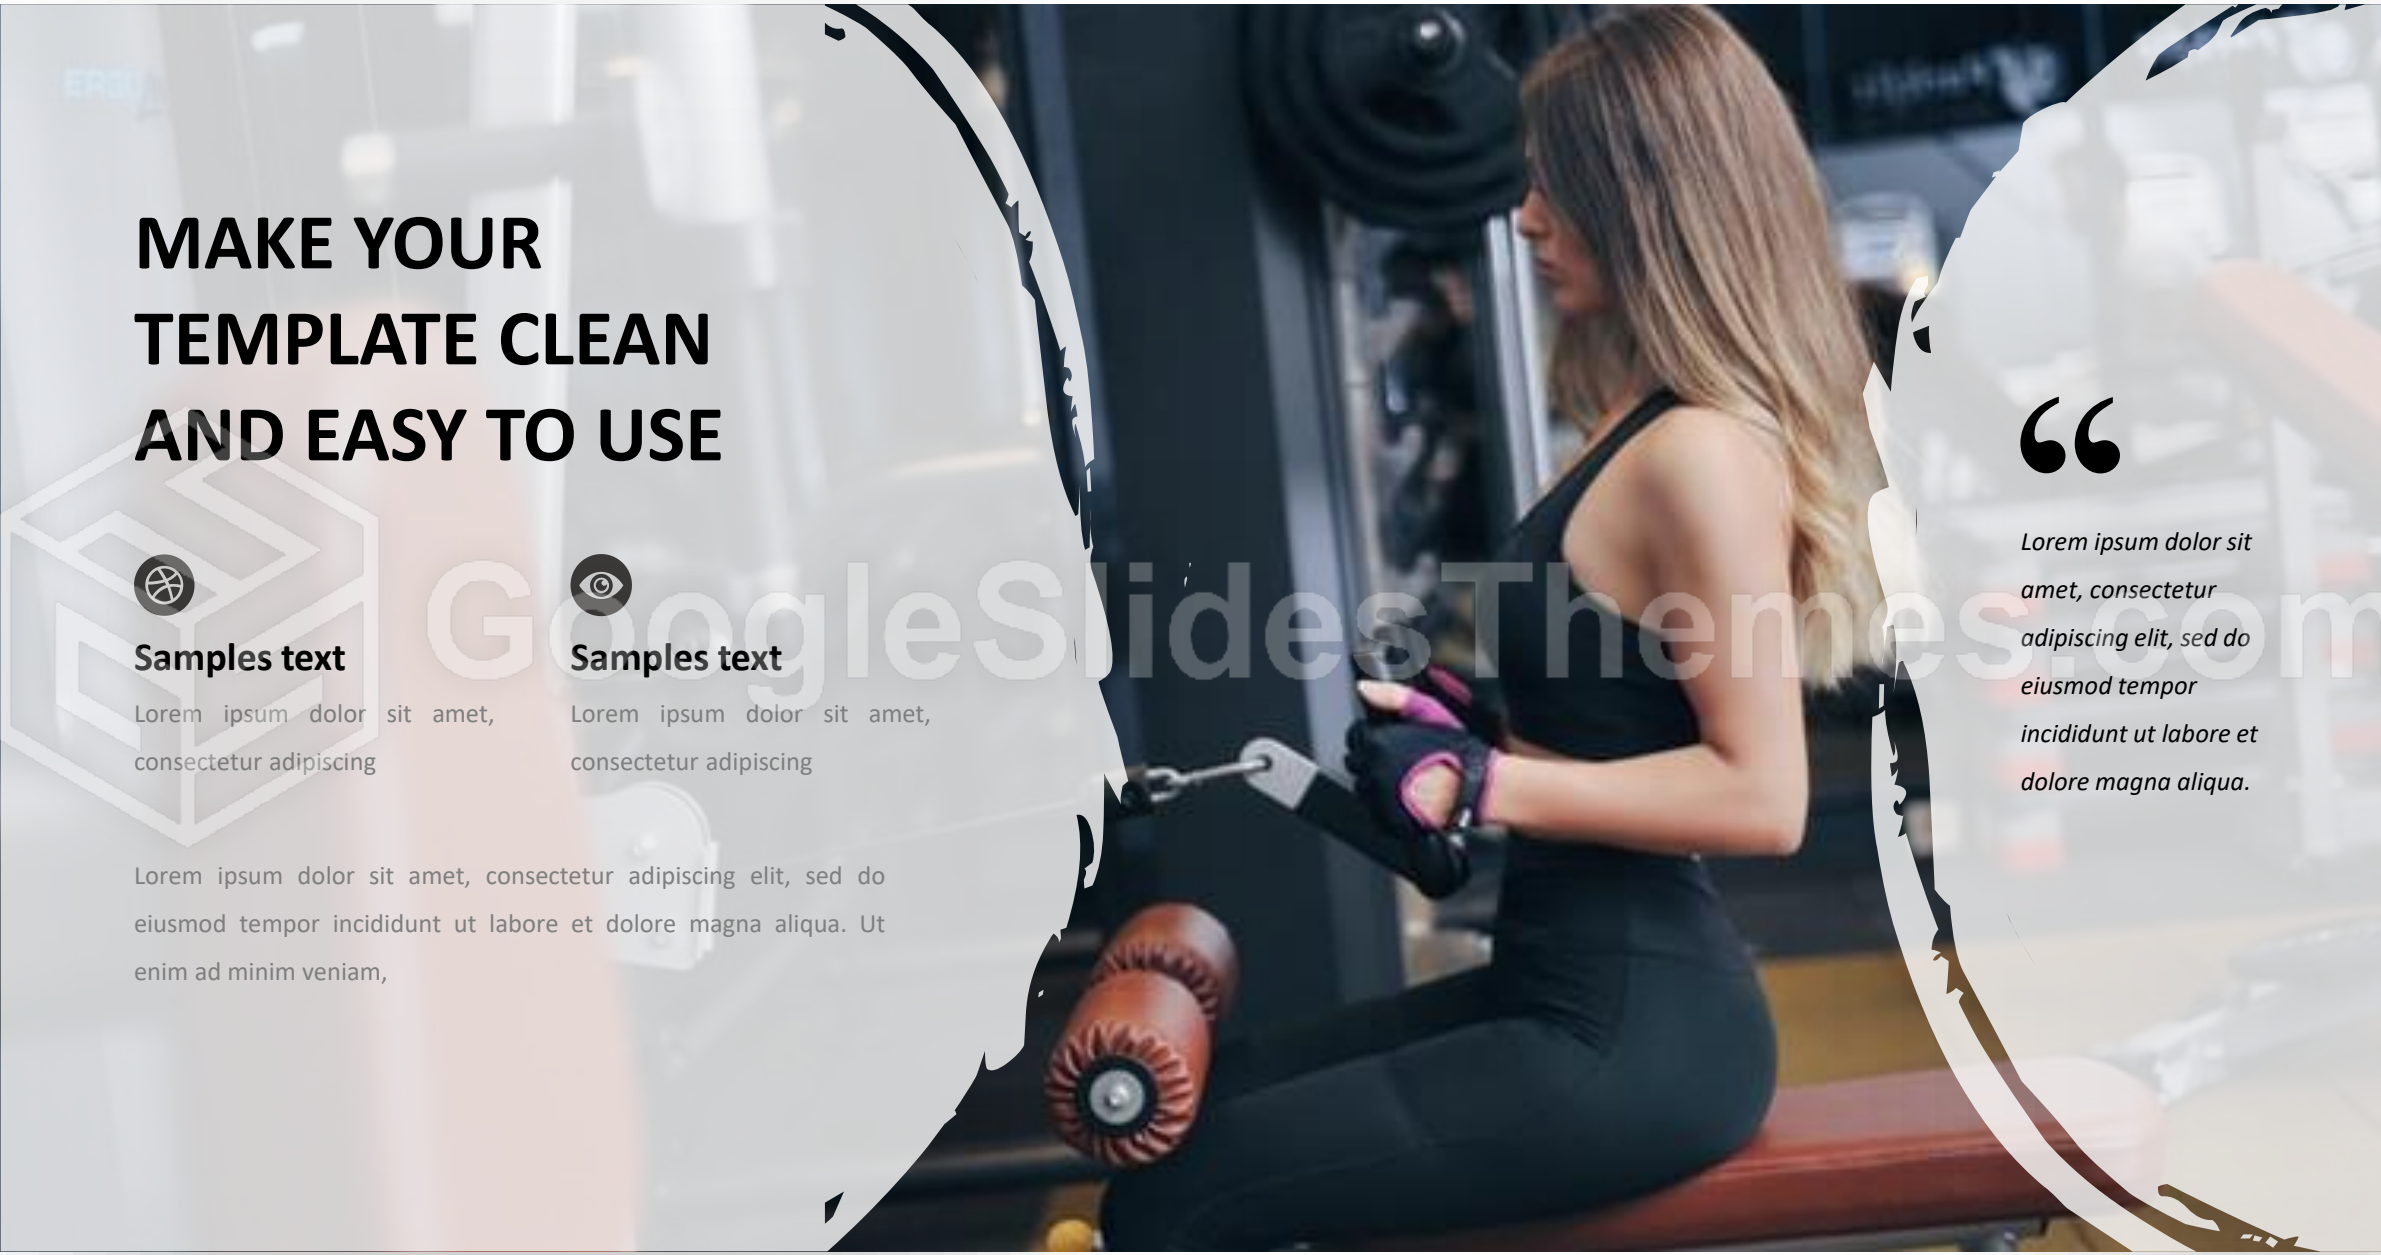 MAKE YOUR
TEMPLATE CLEAN
AND EASY TO USE
Samples text
Lorem ipsum dolor sit amet,
consectetur adipiscing
Samples text
Lorem ipsum dolor sit amet,
consectetur adipiscing
Lorem ipsum dolor sit amet, consectetur adipiscing elit, sed do
eiusmod tempor incididunt ut labore et dolore magna aliqua. Ut
enim ad minim veniam,
“
Lorem ipsum dolor sit
amet, consectetur
adipiscing elit, sed do
eiusmod tempor
incididunt ut labore et
dolore magna aliqua.
GoogleSlidesThemes.com